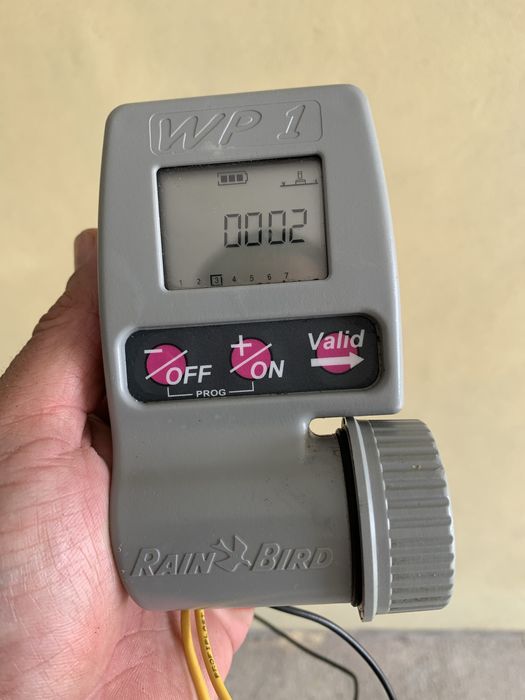 WP 1
0002
1 2 3 4 5 6 7
- OFF + ON Valid
PROG
RAIN BIRD